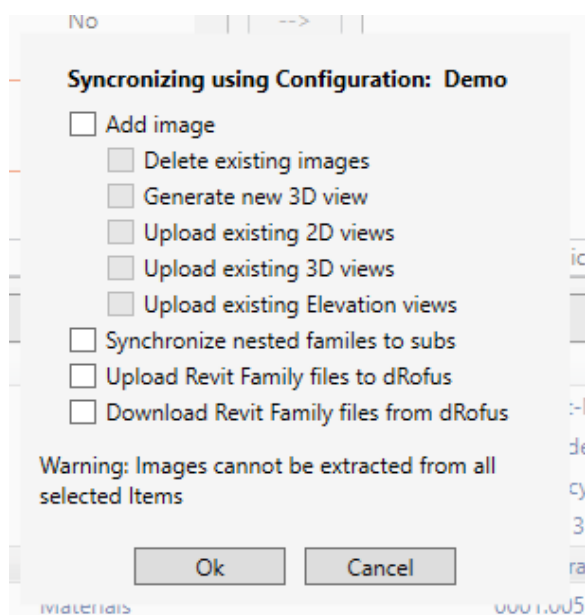 No
-->
Syncronizing using Configuration: Demo
Add image
Delete existing images
Generate new 3D view
Upload existing 2D views
Upload existing 3D views
Upload existing Elevation views
Synchronize nested familes to subs
Upload Revit Family files to dRofus
Download Revit Family files from dRofus
Warning: Images cannot be extracted from all
selected Items
Ok
Cancel
Materials
0001.005